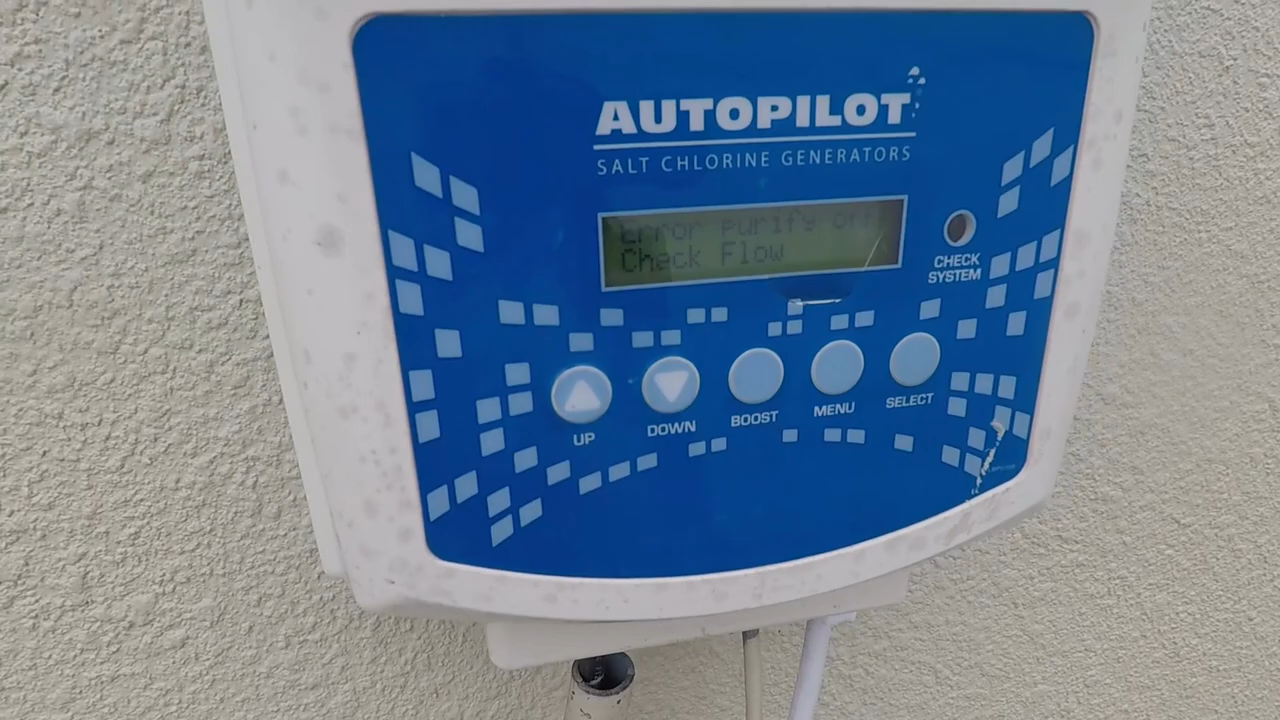 AUTOPILOT
SALT CHLORINE GENERATORS
Error purify off
Check Flow
CHECK
SYSTEM
UP
DOWN
BOOST
MENU
SELECT